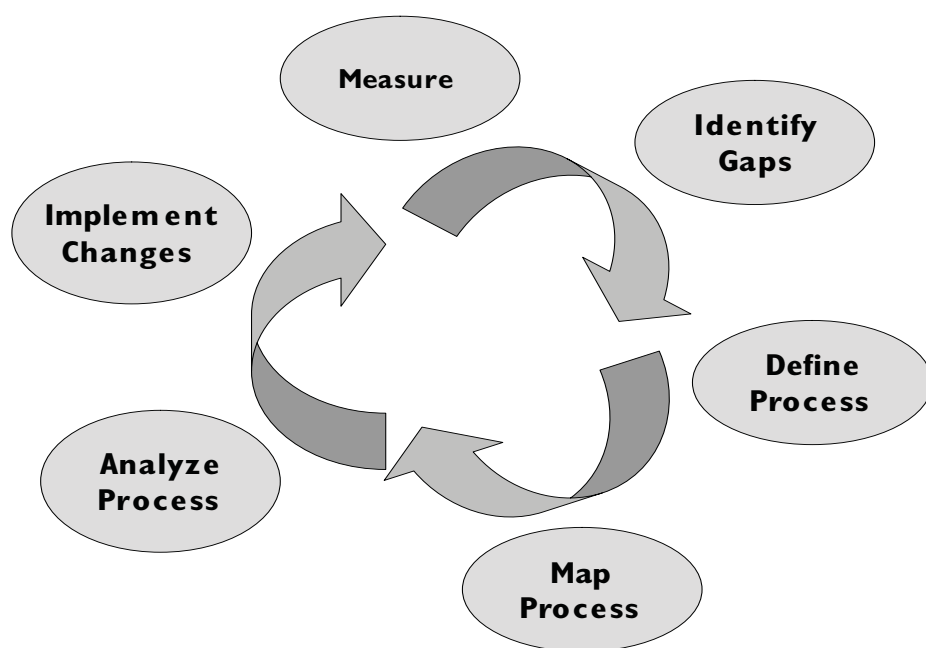 Measure
Identify
Gaps
Define
Process
Map
Process
Analyze
Process
Implement
Changes